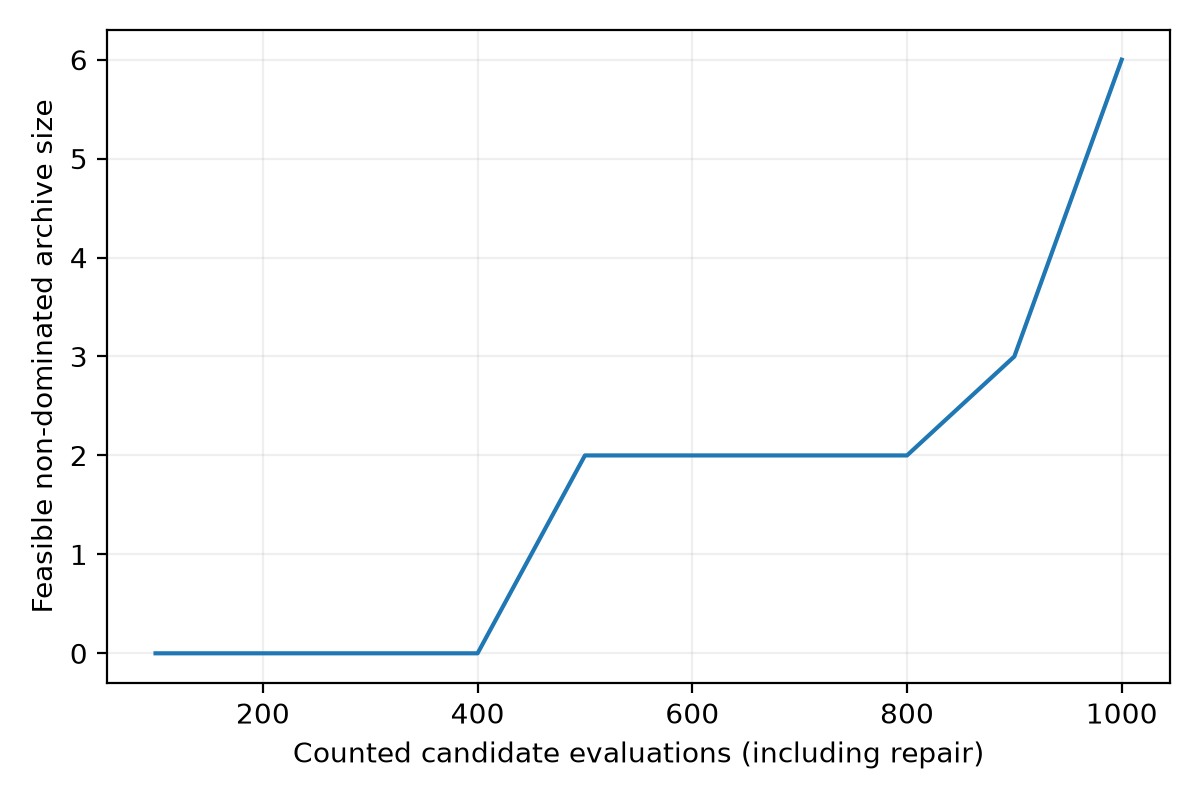 Feasible non-dominated archive size
6
5
4
3
2
1
0
200 400 600 800 1000
Counted candidate evaluations (including repair)